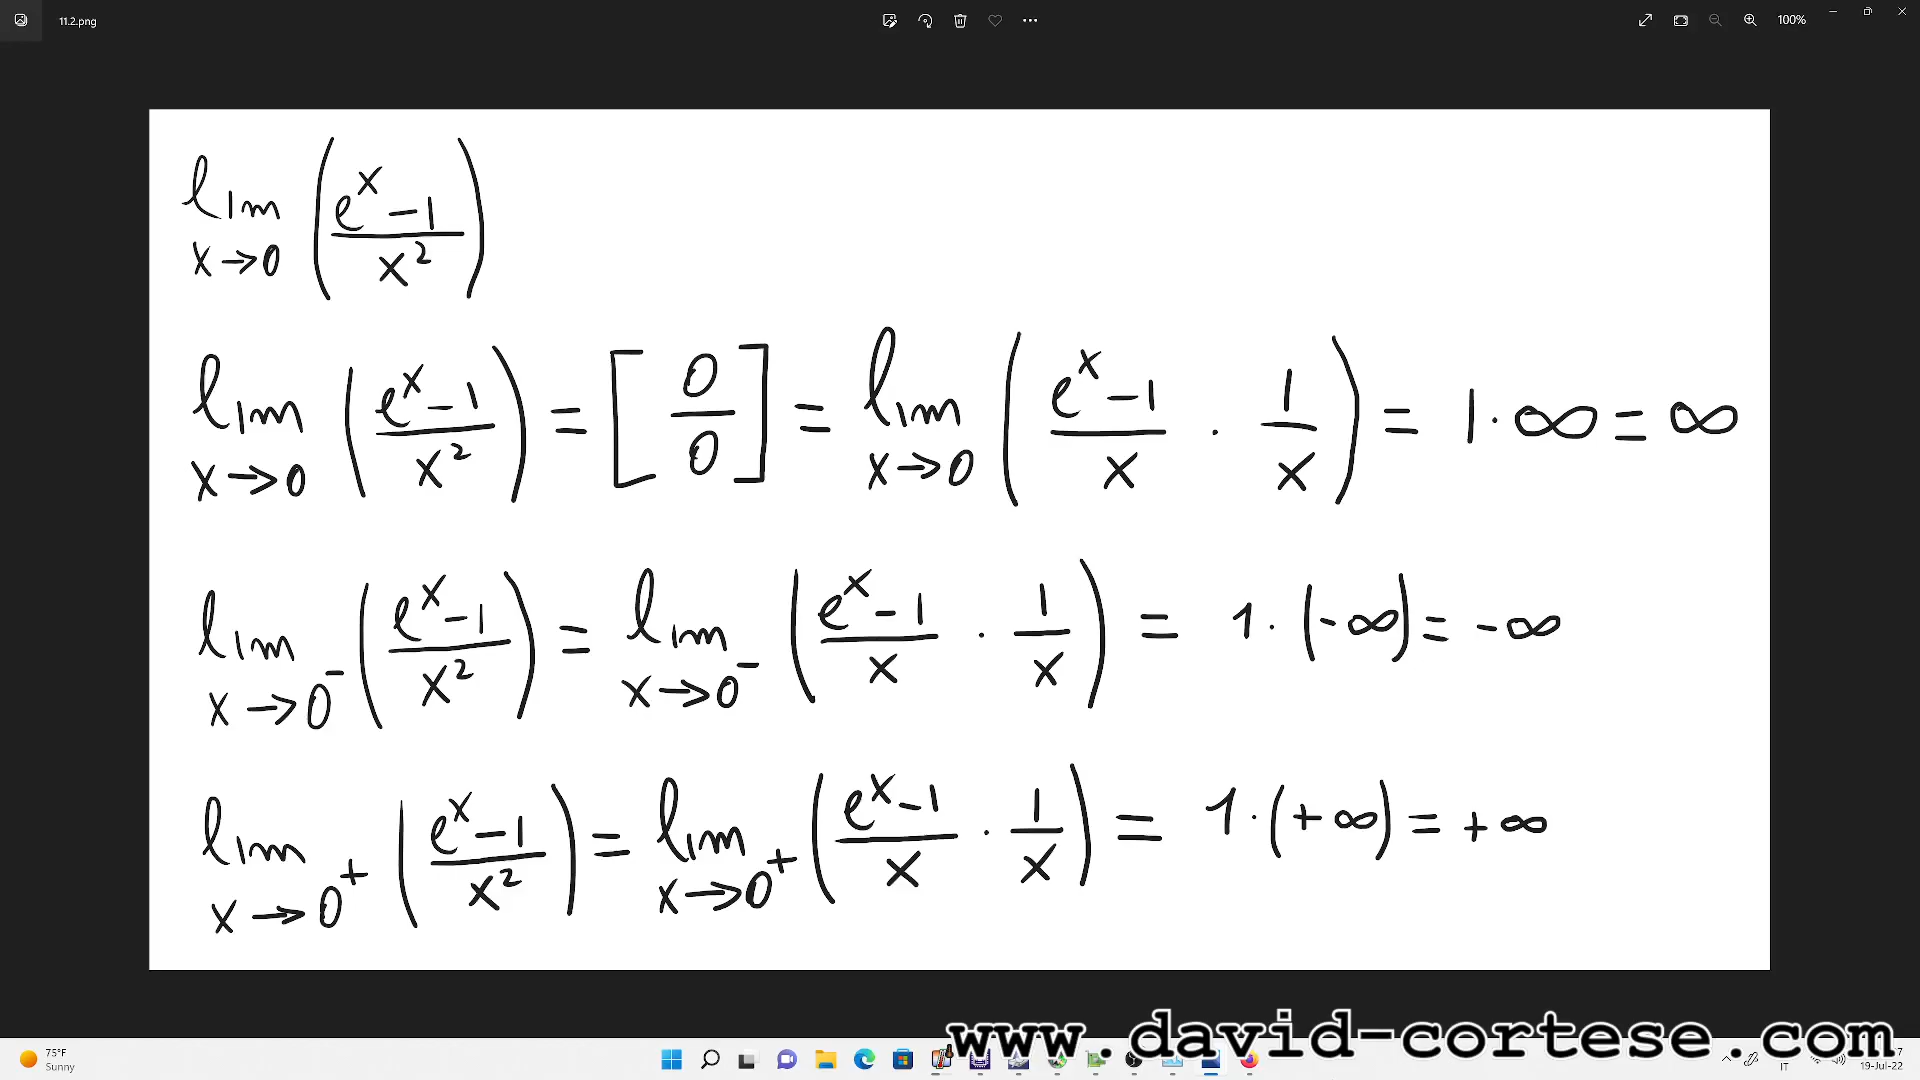 11.2.png 100%
lim x→0 (e^x-1 / x^2)
lim x→0 (e^x-1 / x^2) = [0/0] = lim x→0 (e^x-1 / x · 1/x) = 1·∞ = ∞
lim x→0^- (e^x-1 / x^2) = lim x→0^- (e^x-1 / x · 1/x) = 1·(-∞) = -∞
lim x→0^+ (e^x-1 / x^2) = lim x→0^+ (e^x-1 / x · 1/x) = 1·(+∞) = +∞
www.david-cortese.com
75°F
Sunny
IT
19-Jul-22